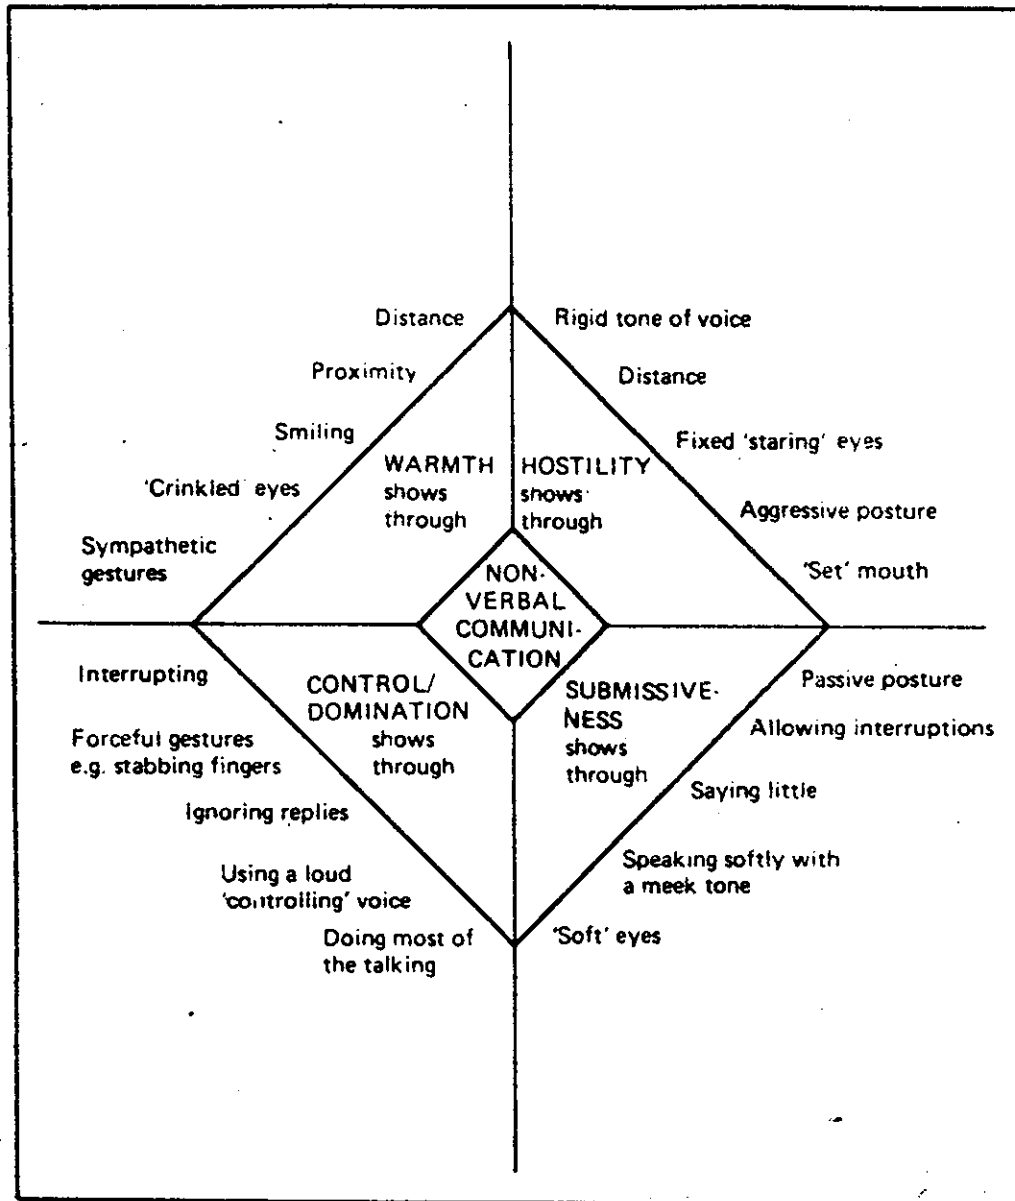 Distance
Proximity
Smiling
'Crinkled' eyes
Sympathetic
gestures
WARMTH
shows
through
Rigid tone of voice
Distance
Fixed 'staring' eyes
Aggressive posture
'Set' mouth
HOSTILITY
shows
through
NON-
VERBAL
COMMUNI-
CATION
Interrupting
Forceful gestures
e.g. stabbing fingers
Ignoring replies
Using a loud
'controlling' voice
Doing most of
the talking
CONTROL/
DOMINATION
shows
through
SUBMISSIVE-
NESS
shows
through
Passive posture
Allowing interruptions
Saying little
Speaking softly with
a meek tone
'Soft' eyes